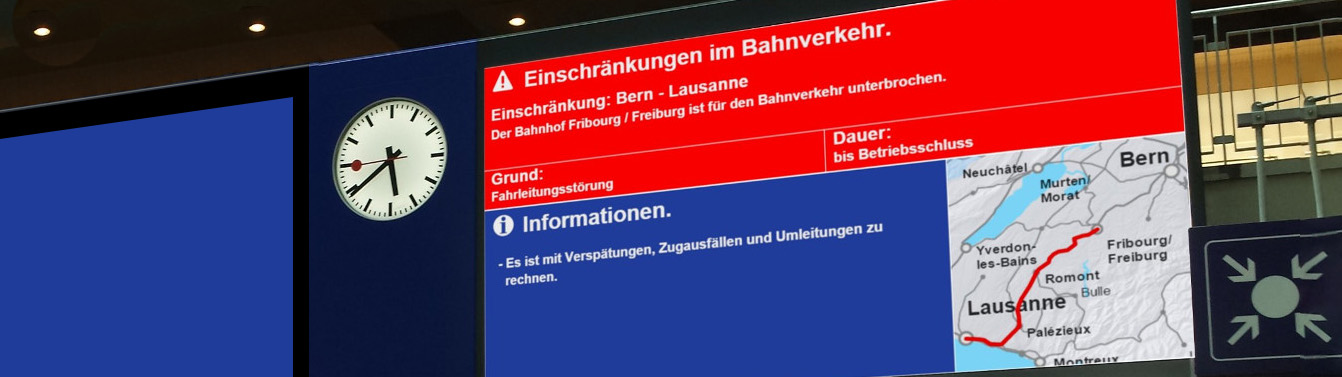 Einschränkungen im Bahnverkehr.
Einschränkung: Bern - Lausanne
Der Bahnhof Fribourg / Freiburg ist für den Bahnverkehr unterbrochen.
Grund:
Fahrleitungsstörung
Dauer:
bis Betriebsschluss
Informationen.
- Es ist mit Verspätungen, Zugausfällen und Umleitungen zu
rechnen.
Neuchâtel
Bern
Murten/
Morat
Yverdon-
les-Bains
Fribourg/
Freiburg
Romont
Bulle
Lausanne
Palézieux
Montreux